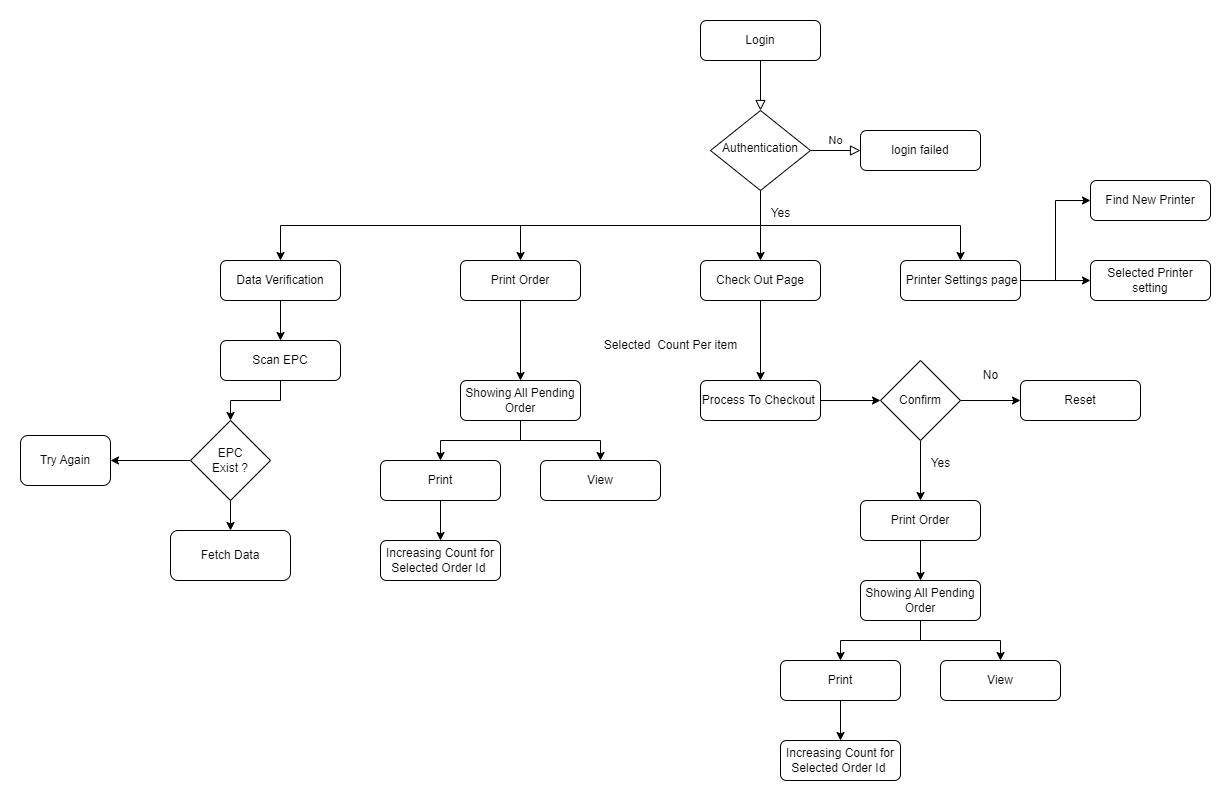 Login
Authentication
No
login failed
Yes
Find New Printer
Data Verification
Print Order
Check Out Page
Printer Settings page
Selected Printer
setting
Selected  Count Per item
Scan EPC
No
Showing All Pending
Order
Process To Checkout
Confirm
Reset
Try Again
EPC
Exist ?
Yes
Print
View
Print Order
Fetch Data
Increasing Count for
Selected Order Id
Showing All Pending
Order
Print
View
Increasing Count for
Selected Order Id